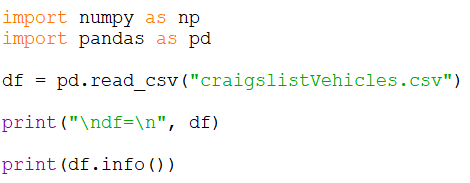 import numpy as np
import pandas as pd
df = pd.read_csv("craigslistVehicles.csv")
print("\ndf=\n", df)
print(df.info())